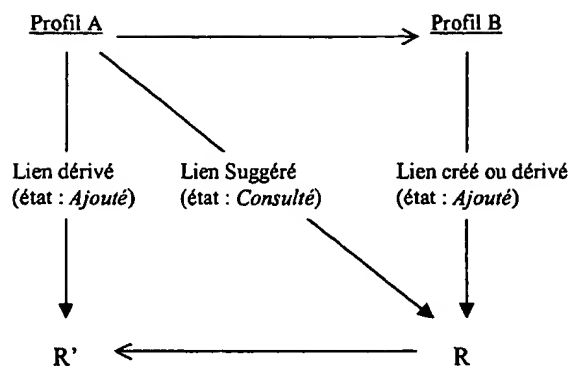 Profil A
Profil B
Lien dérivé
(état : Ajouté)
Lien Suggéré
(état : Consulté)
Lien créé ou dérivé
(état : Ajouté)
R'
R